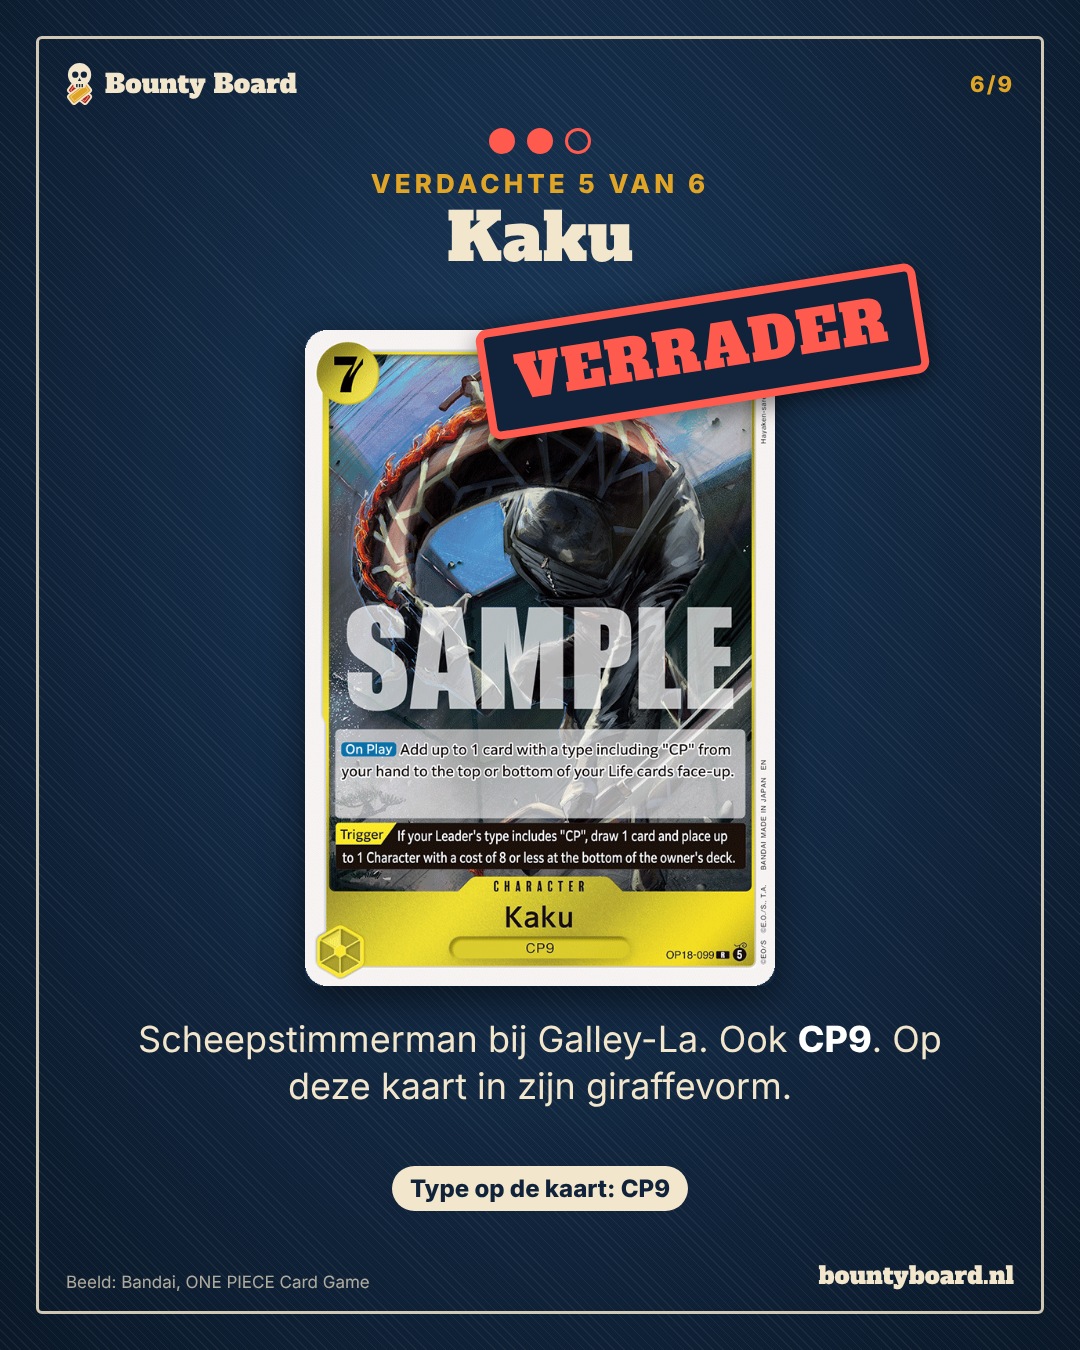 Bounty Board
6/9
VERDACHTE 5 VAN 6
Kaku
VERRADER
7
Hayaken-san
SAMPLE
On Play Add up to 1 card with a type including "CP" from
your hand to the top or bottom of your Life cards face-up.
Trigger If your Leader's type includes "CP", draw 1 card and place up
to 1 Character with a cost of 8 or less at the bottom of the owner's deck.
CHARACTER
Kaku
CP9
OP18-099 R 5
©EO/S ©E.O./S., T.A. BANDAI MADE IN JAPAN EN
Scheepstimmerman bij Galley-La. Ook CP9. Op
deze kaart in zijn giraffevorm.
Type op de kaart: CP9
Beeld: Bandai, ONE PIECE Card Game
bountyboard.nl